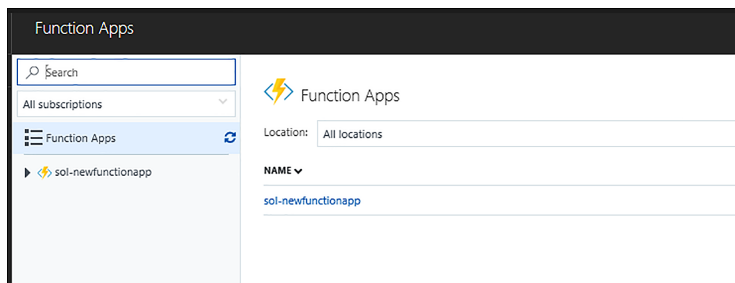 Function Apps
Search
All subscriptions
Function Apps
sol-newfunctionapp
Function Apps
Location: All locations
NAME
sol-newfunctionapp